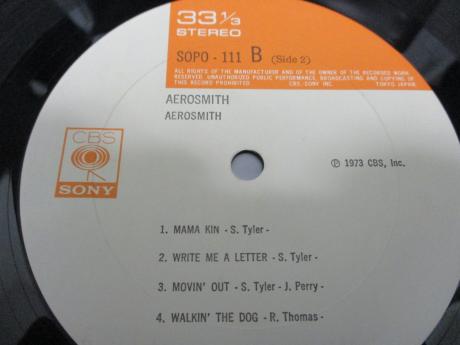 33 1/3
STEREO
SOPO - 111 B (Side 2)
ALL RIGHTS OF THE MANUFACTUROR AND OF THE OWNER OF THE RECORDED WORK
RESERVED. UNAUTHORIZED PUBLIC PERFORMANCE, BROADCASTING AND COPYING OF
THIS RECORD PROHIBITED CBS/SONY INC. TOKYO JAPAN
AEROSMITH
AEROSMITH
CBS
SONY
℗ 1973 CBS, Inc.
1. MAMA KIN - S. Tyler -
2. WRITE ME A LETTER - S. Tyler -
3. MOVIN' OUT - S. Tyler - J. Perry -
4. WALKIN' THE DOG - R. Thomas -